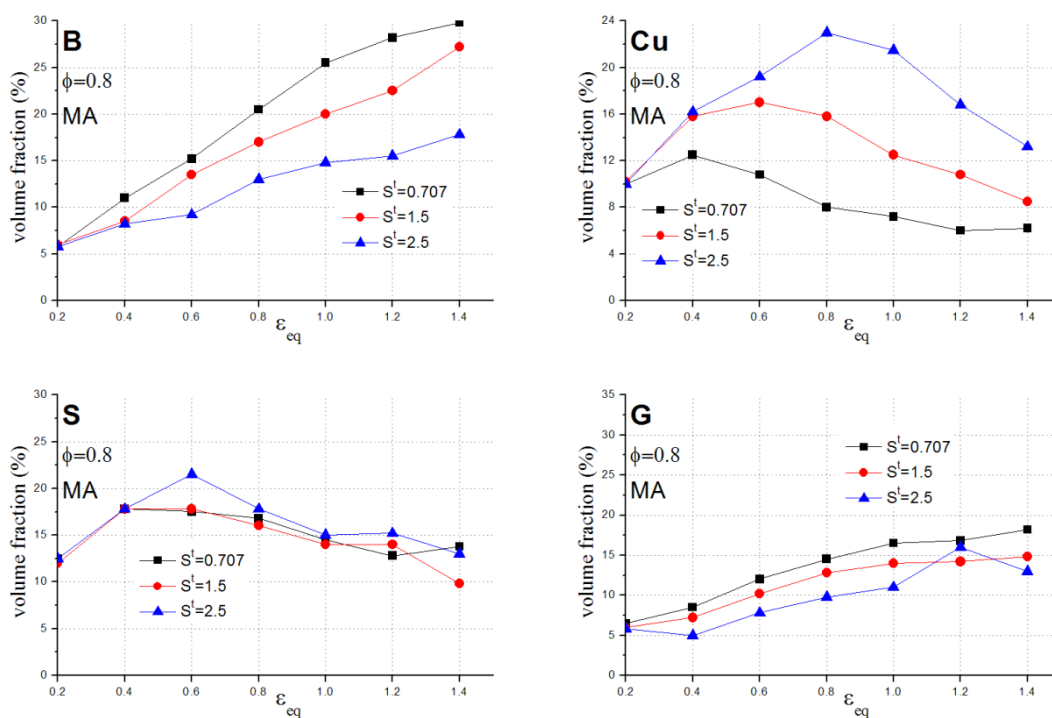 B
ϕ=0.8
MA
volume fraction (%)
30
25
20
15
10
5
0
S^t=0.707
S^t=1.5
S^t=2.5
0.2 0.4 0.6 0.8 1.0 1.2 1.4
ε_eq
Cu
ϕ=0.8
MA
volume fraction (%)
24
20
16
12
8
4
0
S^t=0.707
S^t=1.5
S^t=2.5
0.2 0.4 0.6 0.8 1.0 1.2 1.4
ε_eq
S
ϕ=0.8
MA
volume fraction (%)
30
25
20
15
10
5
0
S^t=0.707
S^t=1.5
S^t=2.5
0.2 0.4 0.6 0.8 1.0 1.2 1.4
ε_eq
G
ϕ=0.8
MA
volume fraction (%)
35
30
25
20
15
10
5
0
S^t=0.707
S^t=1.5
S^t=2.5
0.2 0.4 0.6 0.8 1.0 1.2 1.4
ε_eq